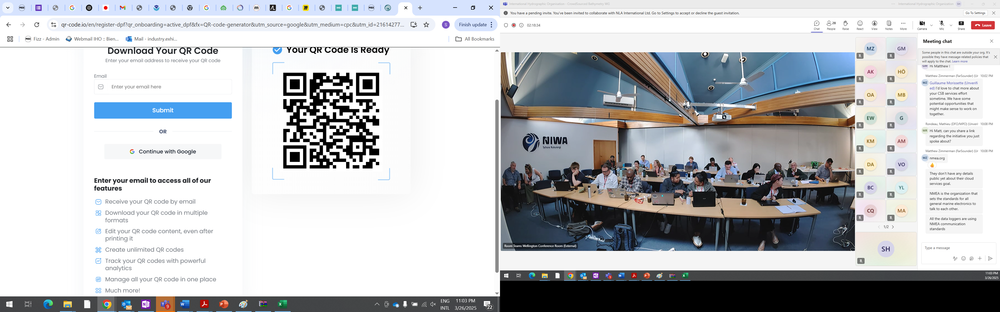 qr-code.io/en/register-dpf?qr_onboarding=active_dpf&fx=QR-code-generator&utm_source=google&utm_medium=cpc&utm_id=21614277...
Finish update
Fizz - Admin
Webmail IHO :: Bien...
Mail - industry.exhi...
All Bookmarks
Download Your QR Code
Enter your email address to receive your QR code
Email
Enter your email here
Submit
OR
Continue with Google
Enter your email to access all of our
features
Receive your QR code by email
Download your QR code in multiple
formats
Edit your QR code content, even after
printing it
Create unlimited QR codes
Track your QR codes with powerful
analytics
Manage all your QR code in one place
Much more!
Your QR Code Is Ready
ENG
INTL
11:03 PM
3/26/2025
22
International Hydrographic Organisation - CrowdSourced Bathymetry WG
International Hydrographic Organization
SH
You have a pending invite. You've been invited to collaborate with NLA International Ltd. Go to Settings to accept or decline the guest invitation.
Go To Settings
02:18:34
Chat
28
People
Raise
React
View
Notes
More
Camera
Mic
Share
Leave
NIWA
Taihoro Nukurangi
Room Teams Wellington Conference Room (External)
MZ
GM
AK
HÖ
OA
MB
EW
G
KM
AM
DA
VO
BC
YL
CQ
MA
1/2
SH
Meeting chat
Some people in this chat are outside your org. It's
possible they have message-related policies that
will apply to the chat. Learn more
GM
Hi Matthew !
Matthew Zimmerman (FarSounder) (Ur 10:02 PM
MZ
Guillaume Morissette (Unverifi
ed) I'd love to chat more about
your CSB services effort
sometime. We have some
potential opportunities that
might make sense to work on
together.
Rondeau, Mathieu (DFO/MPO) (Unveri 10:08 PM
MR
Hi Matt, can you share a link
regarding the initiative you just
spoke about?
Matthew Zimmerman (FarSounder) (Ur 10:08 PM
MZ
nmea.org
They don't have any details
public yet about their cloud
services goal.
NMEA is the organization that
sets the standards for all
general marine electronics to
talk to each other.
All the data loggers are using
NMEA communication
standards
Type a message
11:03 PM
3/26/2025